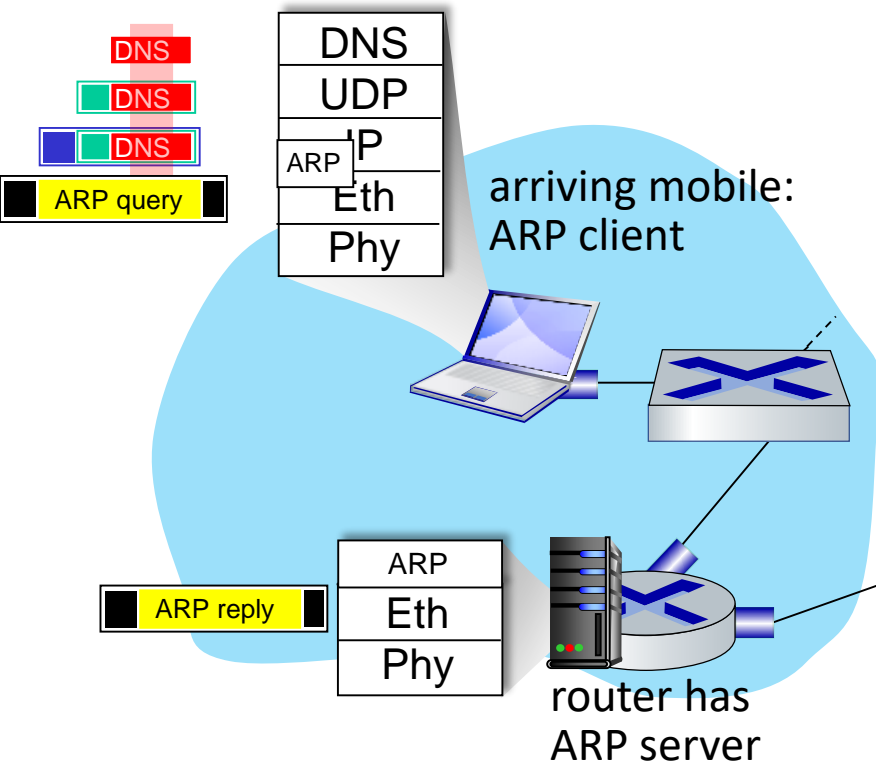 DNS
DNS
DNS
ARP query
DNS
UDP
IP
ARP
Eth
Phy
arriving mobile:
ARP client
ARP reply
ARP
Eth
Phy
router has
ARP server